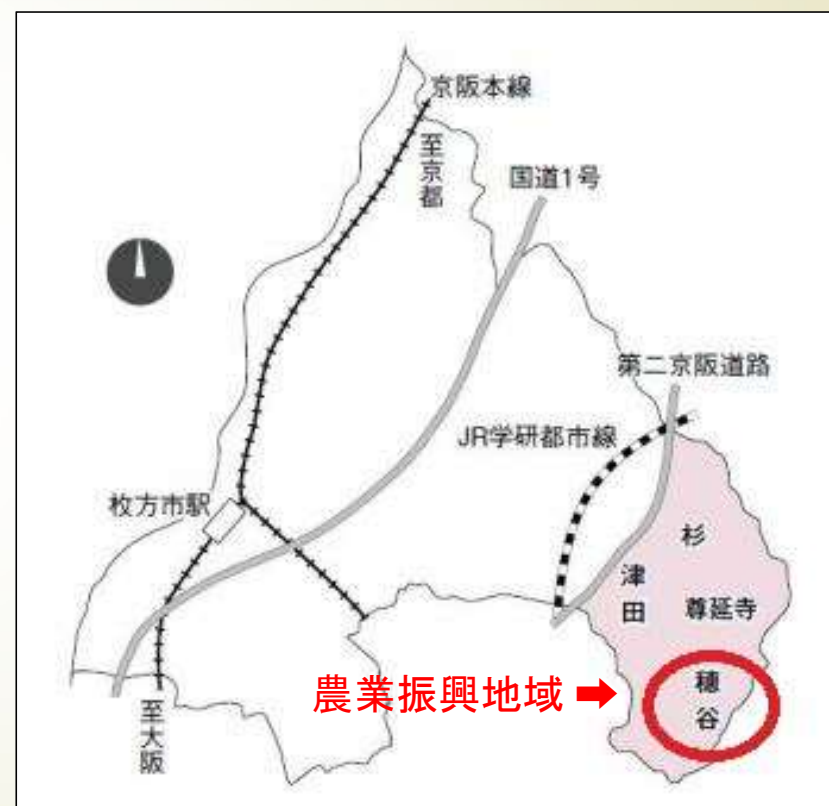 京阪本線
至京都
国道1号
第二京阪道路
JR学研都市線
枚方市駅
杉
津田
尊延寺
農業振興地域 ➡
穂谷
至大阪